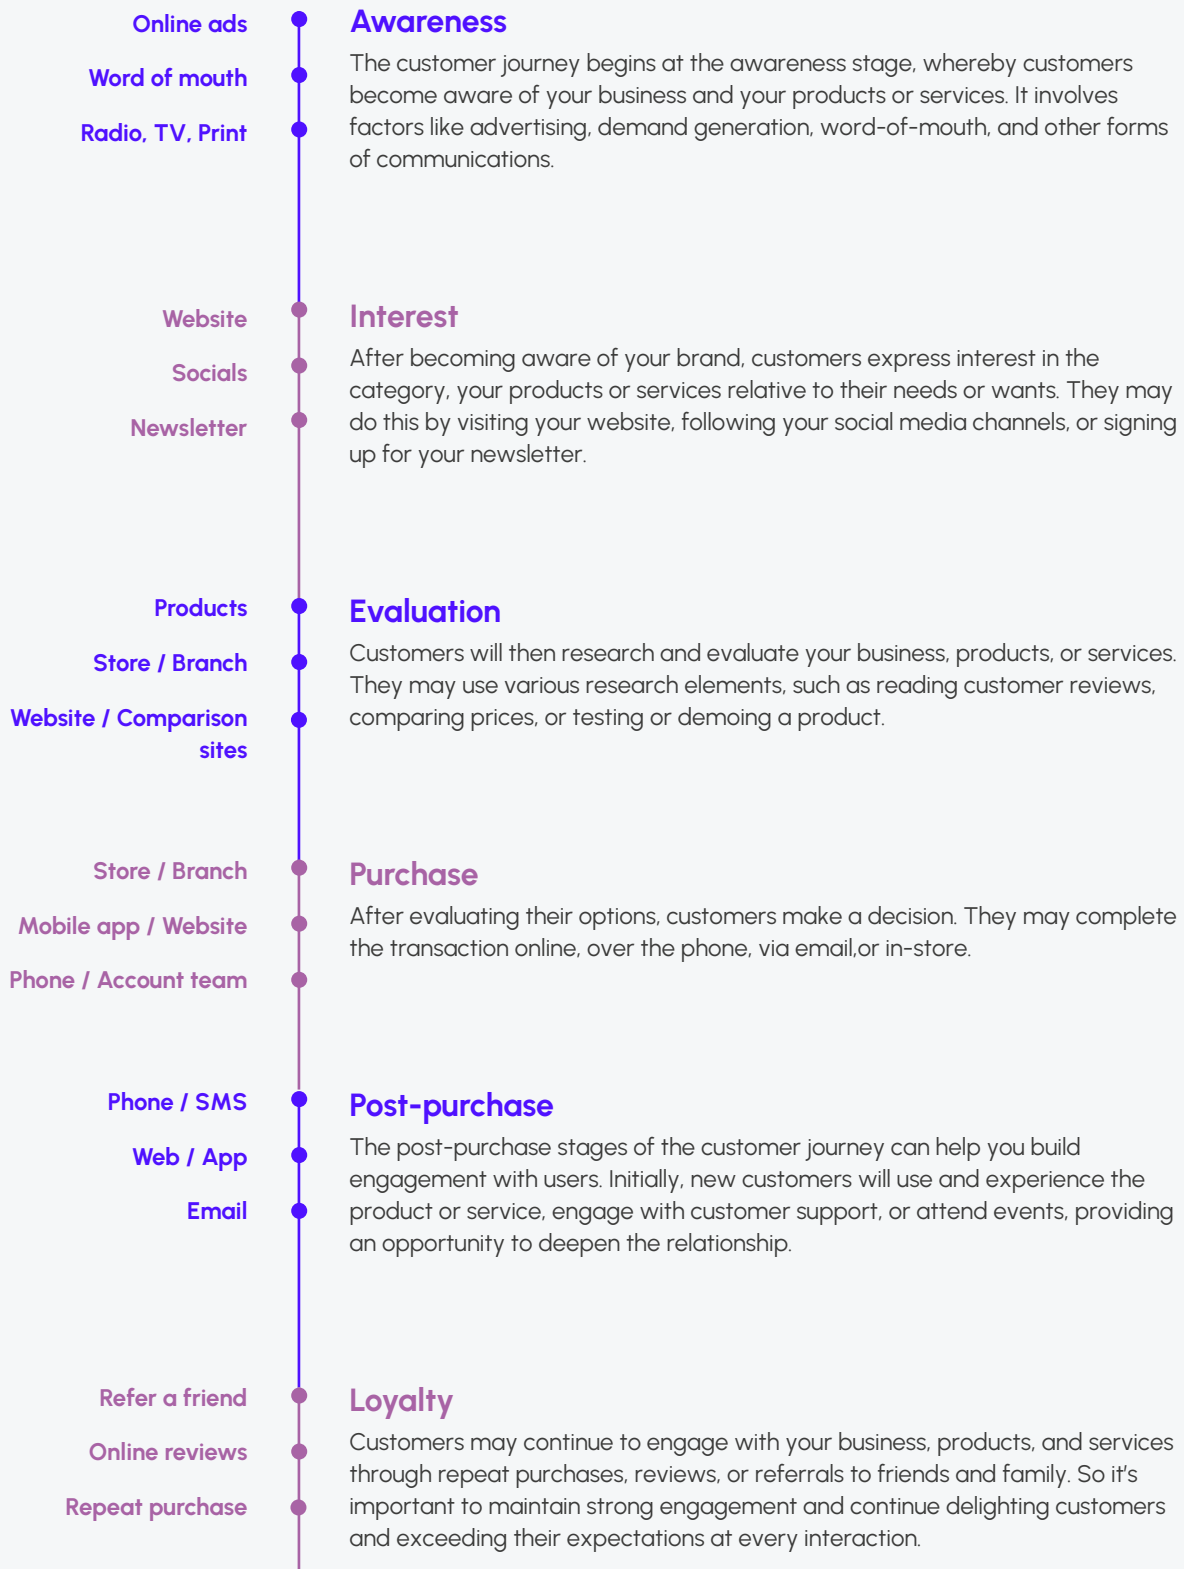 Online ads
Word of mouth
Radio, TV, Print
Awareness
The customer journey begins at the awareness stage, whereby customers
become aware of your business and your products or services. It involves
factors like advertising, demand generation, word-of-mouth, and other forms
of communications.
Website
Socials
Newsletter
Interest
After becoming aware of your brand, customers express interest in the
category, your products or services relative to their needs or wants. They may
do this by visiting your website, following your social media channels, or signing
up for your newsletter.
Products
Store / Branch
Website / Comparison
sites
Evaluation
Customers will then research and evaluate your business, products, or services.
They may use various research elements, such as reading customer reviews,
comparing prices, or testing or demoing a product.
Store / Branch
Mobile app / Website
Phone / Account team
Purchase
After evaluating their options, customers make a decision. They may complete
the transaction online, over the phone, via email,or in-store.
Phone / SMS
Web / App
Email
Post-purchase
The post-purchase stages of the customer journey can help you build
engagement with users. Initially, new customers will use and experience the
product or service, engage with customer support, or attend events, providing
an opportunity to deepen the relationship.
Refer a friend
Online reviews
Repeat purchase
Loyalty
Customers may continue to engage with your business, products, and services
through repeat purchases, reviews, or referrals to friends and family. So it's
important to maintain strong engagement and continue delighting customers
and exceeding their expectations at every interaction.